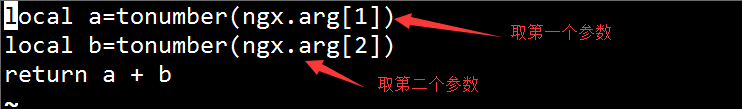 local a=tonumber(ngx.arg[1])
取第一个参数
local b=tonumber(ngx.arg[2])
return a + b
取第二个参数
~